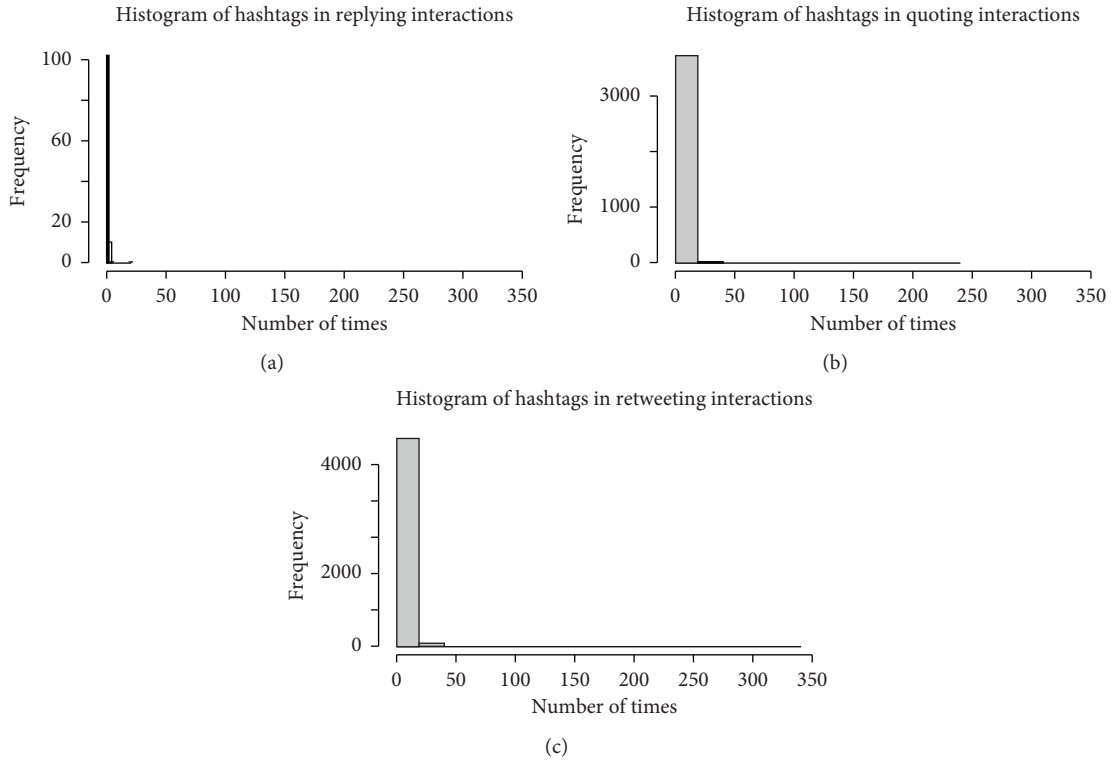 Histogram of hashtags in replying interactions
100
60
20
0
Frequency
0 50 100 150 200 250 300 350
Number of times
(a)
Histogram of hashtags in quoting interactions
3000
1000
0
Frequency
0 50 100 150 200 250 300 350
Number of times
(b)
Histogram of hashtags in retweeting interactions
4000
2000
0
Frequency
0 50 100 150 200 250 300 350
Number of times
(c)